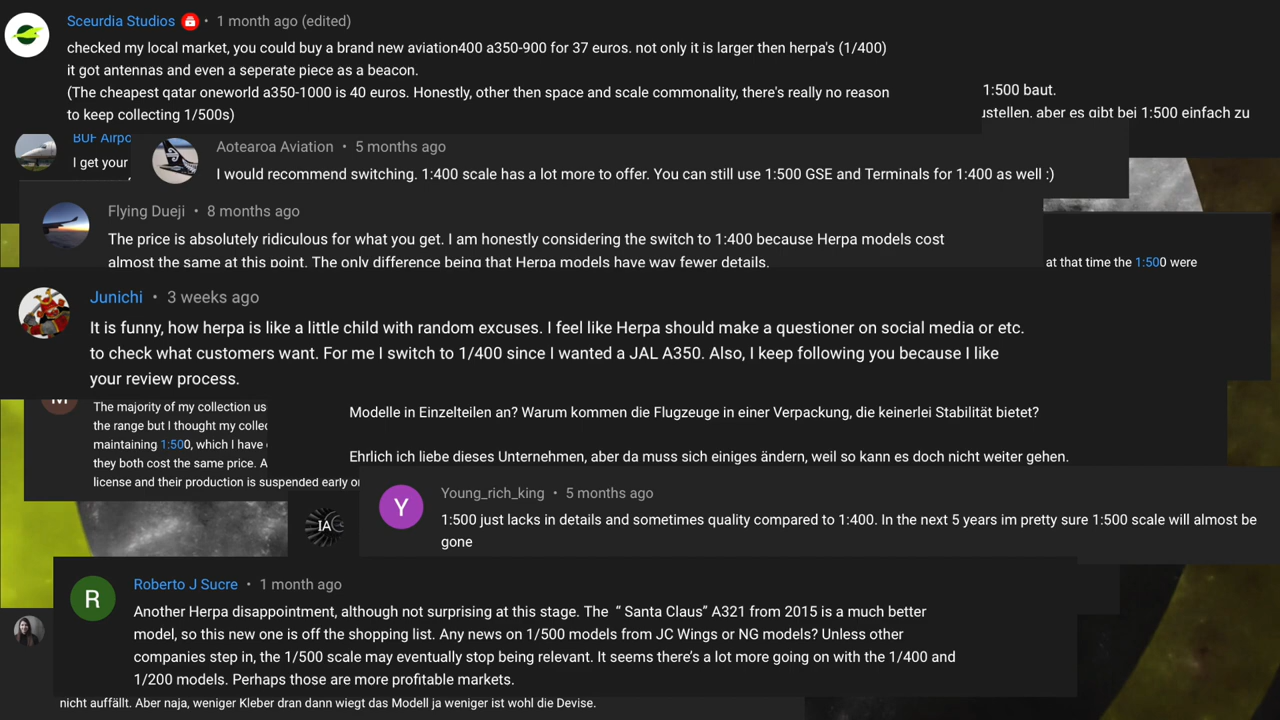 Sceurdia Studios • 1 month ago (edited)
checked my local market, you could buy a brand new aviation400 a350-900 for 37 euros. not only it is larger then herpa's (1/400)
it got antennas and even a seperate piece as a beacon.
(The cheapest qatar oneworld a350-1000 is 40 euros. Honestly, other then space and scale commonality, there's really no reason
to keep collecting 1/500s)
1:500 baut.
ustellen, aber es gibt bei 1:500 einfach zu
BUF Airpo
I get your
Aotearoa Aviation • 5 months ago
I would recommend switching. 1:400 scale has a lot more to offer. You can still use 1:500 GSE and Terminals for 1:400 as well :)
Flying Dueji • 8 months ago
The price is absolutely ridiculous for what you get. I am honestly considering the switch to 1:400 because Herpa models cost
almost the same at this point. The only difference being that Herpa models have way fewer details.
at that time the 1:500 were
Junichi • 3 weeks ago
It is funny, how herpa is like a little child with random excuses. I feel like Herpa should make a questioner on social media or etc.
to check what customers want. For me I switch to 1/400 since I wanted a JAL A350. Also, I keep following you because I like
your review process.
M
The majority of my collection us
the range but I thought my collec
maintaining 1:500, which I have
they both cost the same price. A
license and their production is suspended early or
Modelle in Einzelteilen an? Warum kommen die Flugzeuge in einer Verpackung, die keinerlei Stabilität bietet?
Ehrlich ich liebe dieses Unternehmen, aber da muss sich einiges ändern, weil so kann es doch nicht weiter gehen.
IA
Y
Young_rich_king • 5 months ago
1:500 just lacks in details and sometimes quality compared to 1:400. In the next 5 years im pretty sure 1:500 scale will almost be
gone
R
Roberto J Sucre • 1 month ago
Another Herpa disappointment, although not surprising at this stage. The “ Santa Claus” A321 from 2015 is a much better
model, so this new one is off the shopping list. Any news on 1/500 models from JC Wings or NG models? Unless other
companies step in, the 1/500 scale may eventually stop being relevant. It seems there’s a lot more going on with the 1/400 and
1/200 models. Perhaps those are more profitable markets.
nicht auffällt. Aber naja, weniger Kleber dran dann wiegt das Modell ja weniger ist wohl die Devise.